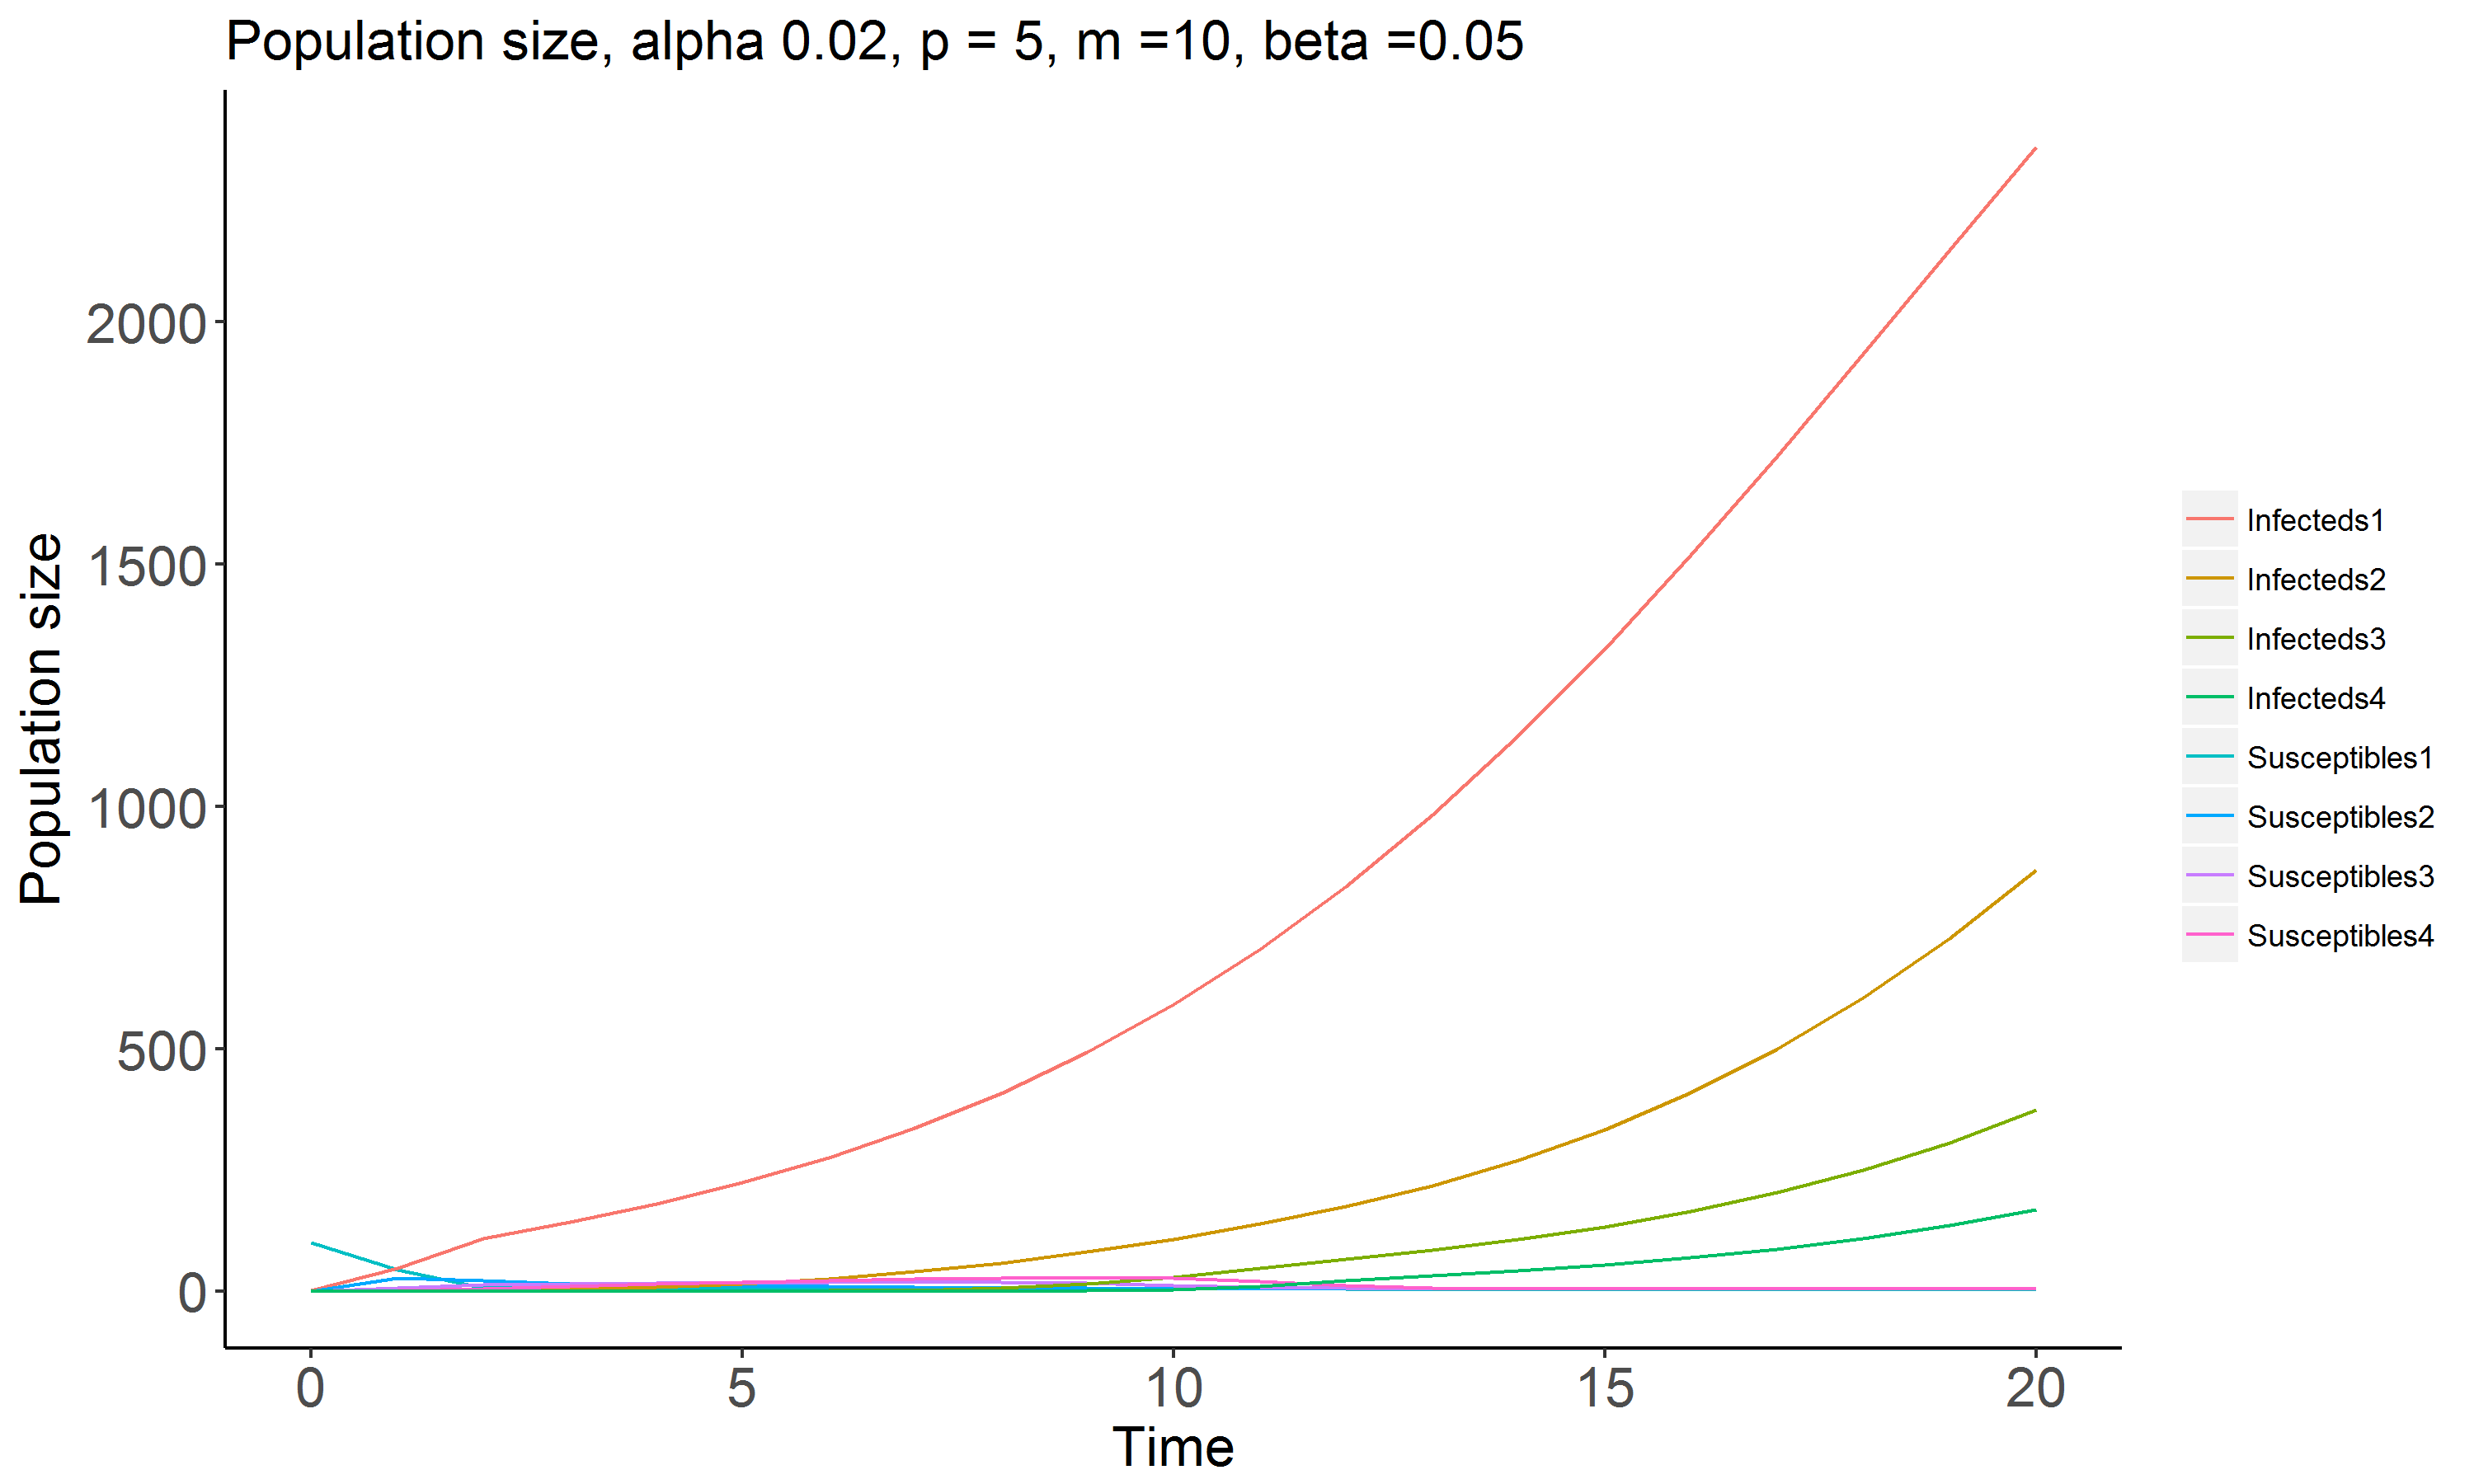 Population size, alpha 0.02, p = 5, m =10, beta =0.05
Population size
2000
1500
1000
500
0
0 5 10 15 20
Time
Infecteds1
Infecteds2
Infecteds3
Infecteds4
Susceptibles1
Susceptibles2
Susceptibles3
Susceptibles4